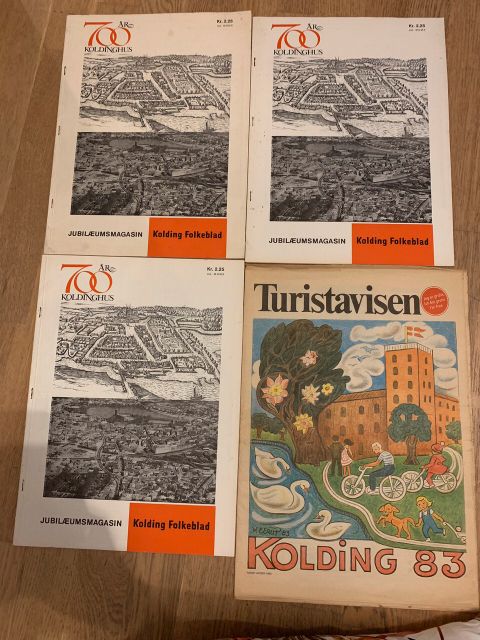 700 ÅR
KOLDINGHUS
Kr. 2.25
JUBILÆUMSMAGASIN
Kolding Folkeblad
700 ÅR
KOLDINGHUS
Kr. 2.25
JUBILÆUMSMAGASIN
Kolding Folkeblad
700 ÅR
KOLDINGHUS
Kr. 2.25
JUBILÆUMSMAGASIN
Kolding Folkeblad
Turistavisen
KOLDING 83